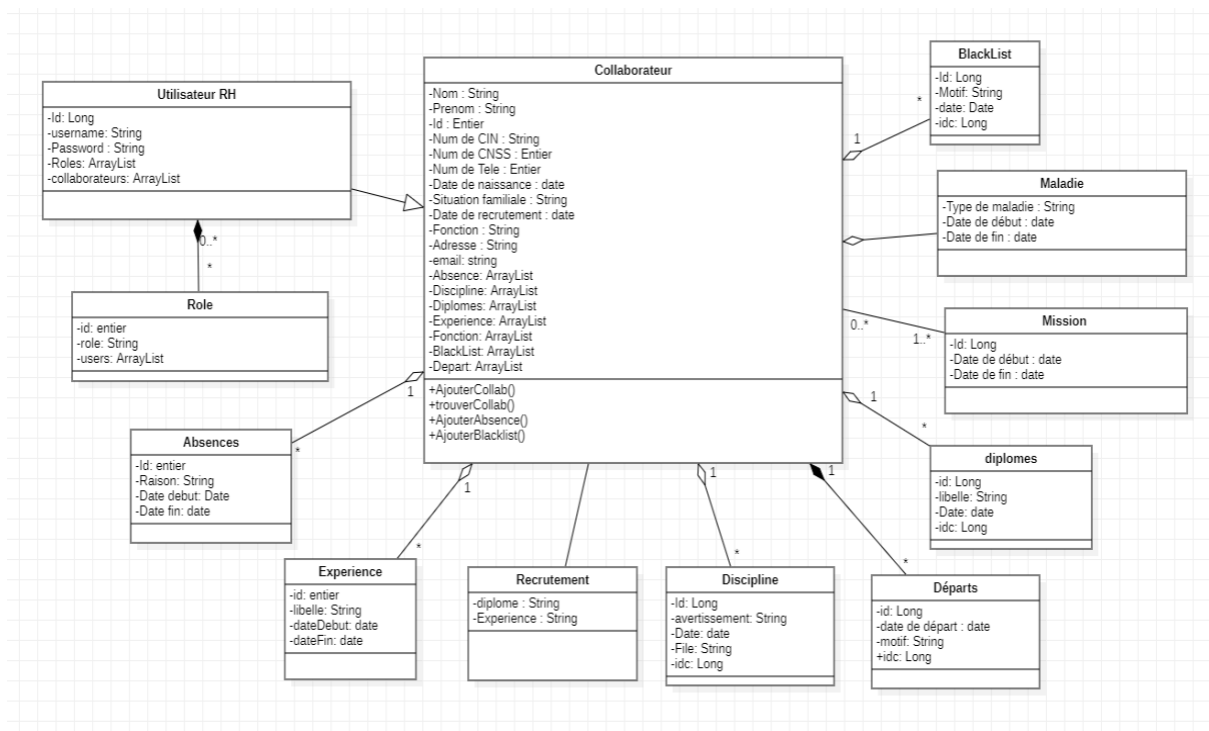 Utilisateur RH
-Id: Long
-username: String
-Password : String
-Roles: ArrayList
-collaborateurs: ArrayList
0..*
*
Role
-id: entier
-role: String
-users: ArrayList
Collaborateur
-Nom : String
-Prenom : String
-Id : Entier
-Num de CIN : String
-Num de CNSS : Entier
-Num de Tele : Entier
-Date de naissance : date
-Situation familiale : String
-Date de recrutement : date
-Fonction : String
-Adresse : String
-email: string
-Absence: ArrayList
-Discipline: ArrayList
-Diplomes: ArrayList
-Experience: ArrayList
-Fonction: ArrayList
-BlackList: ArrayList
-Depart: ArrayList
+AjouterCollab()
+trouverCollab()
+AjouterAbsence()
+AjouterBlacklist()
1
*
BlackList
-Id: Long
-Motif: String
-date: Date
-idc: Long
Maladie
-Type de maladie : String
-Date de début : date
-Date de fin : date
0..*
1..*
Mission
-Id: Long
-Date de début : date
-Date de fin : date
1
*
diplomes
-id: Long
-libelle: String
-Date: date
-idc: Long
1
*
Absences
-Id: entier
-Raison: String
-Date debut: Date
-Date fin: date
1
*
Experience
-id: entier
-libelle: String
-dateDebut: date
-dateFin: date
Recrutement
-diplome : String
-Experience : String
1
*
Discipline
-Id: Long
-avertissement: String
-Date: date
-File: String
-idc: Long
1
*
Départs
-id: Long
-date de départ : date
-motif: String
+idc: Long